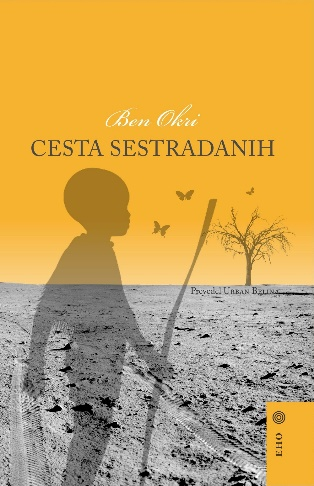 Ben Okri
CESTA SESTRADANIH
Prevedel URBAN BELINA
EHO